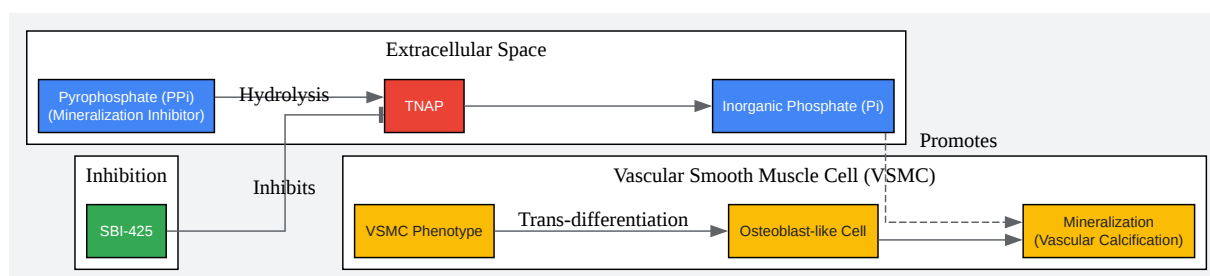 Extracellular Space
Pyrophosphate (PPi)
(Mineralization Inhibitor)
Hydrolysis
TNAP
Inorganic Phosphate (Pi)
Promotes
Inhibition
Inhibits
SBI-425
Vascular Smooth Muscle Cell (VSMC)
VSMC Phenotype
Trans-differentiation
Osteoblast-like Cell
Mineralization
(Vascular Calcification)